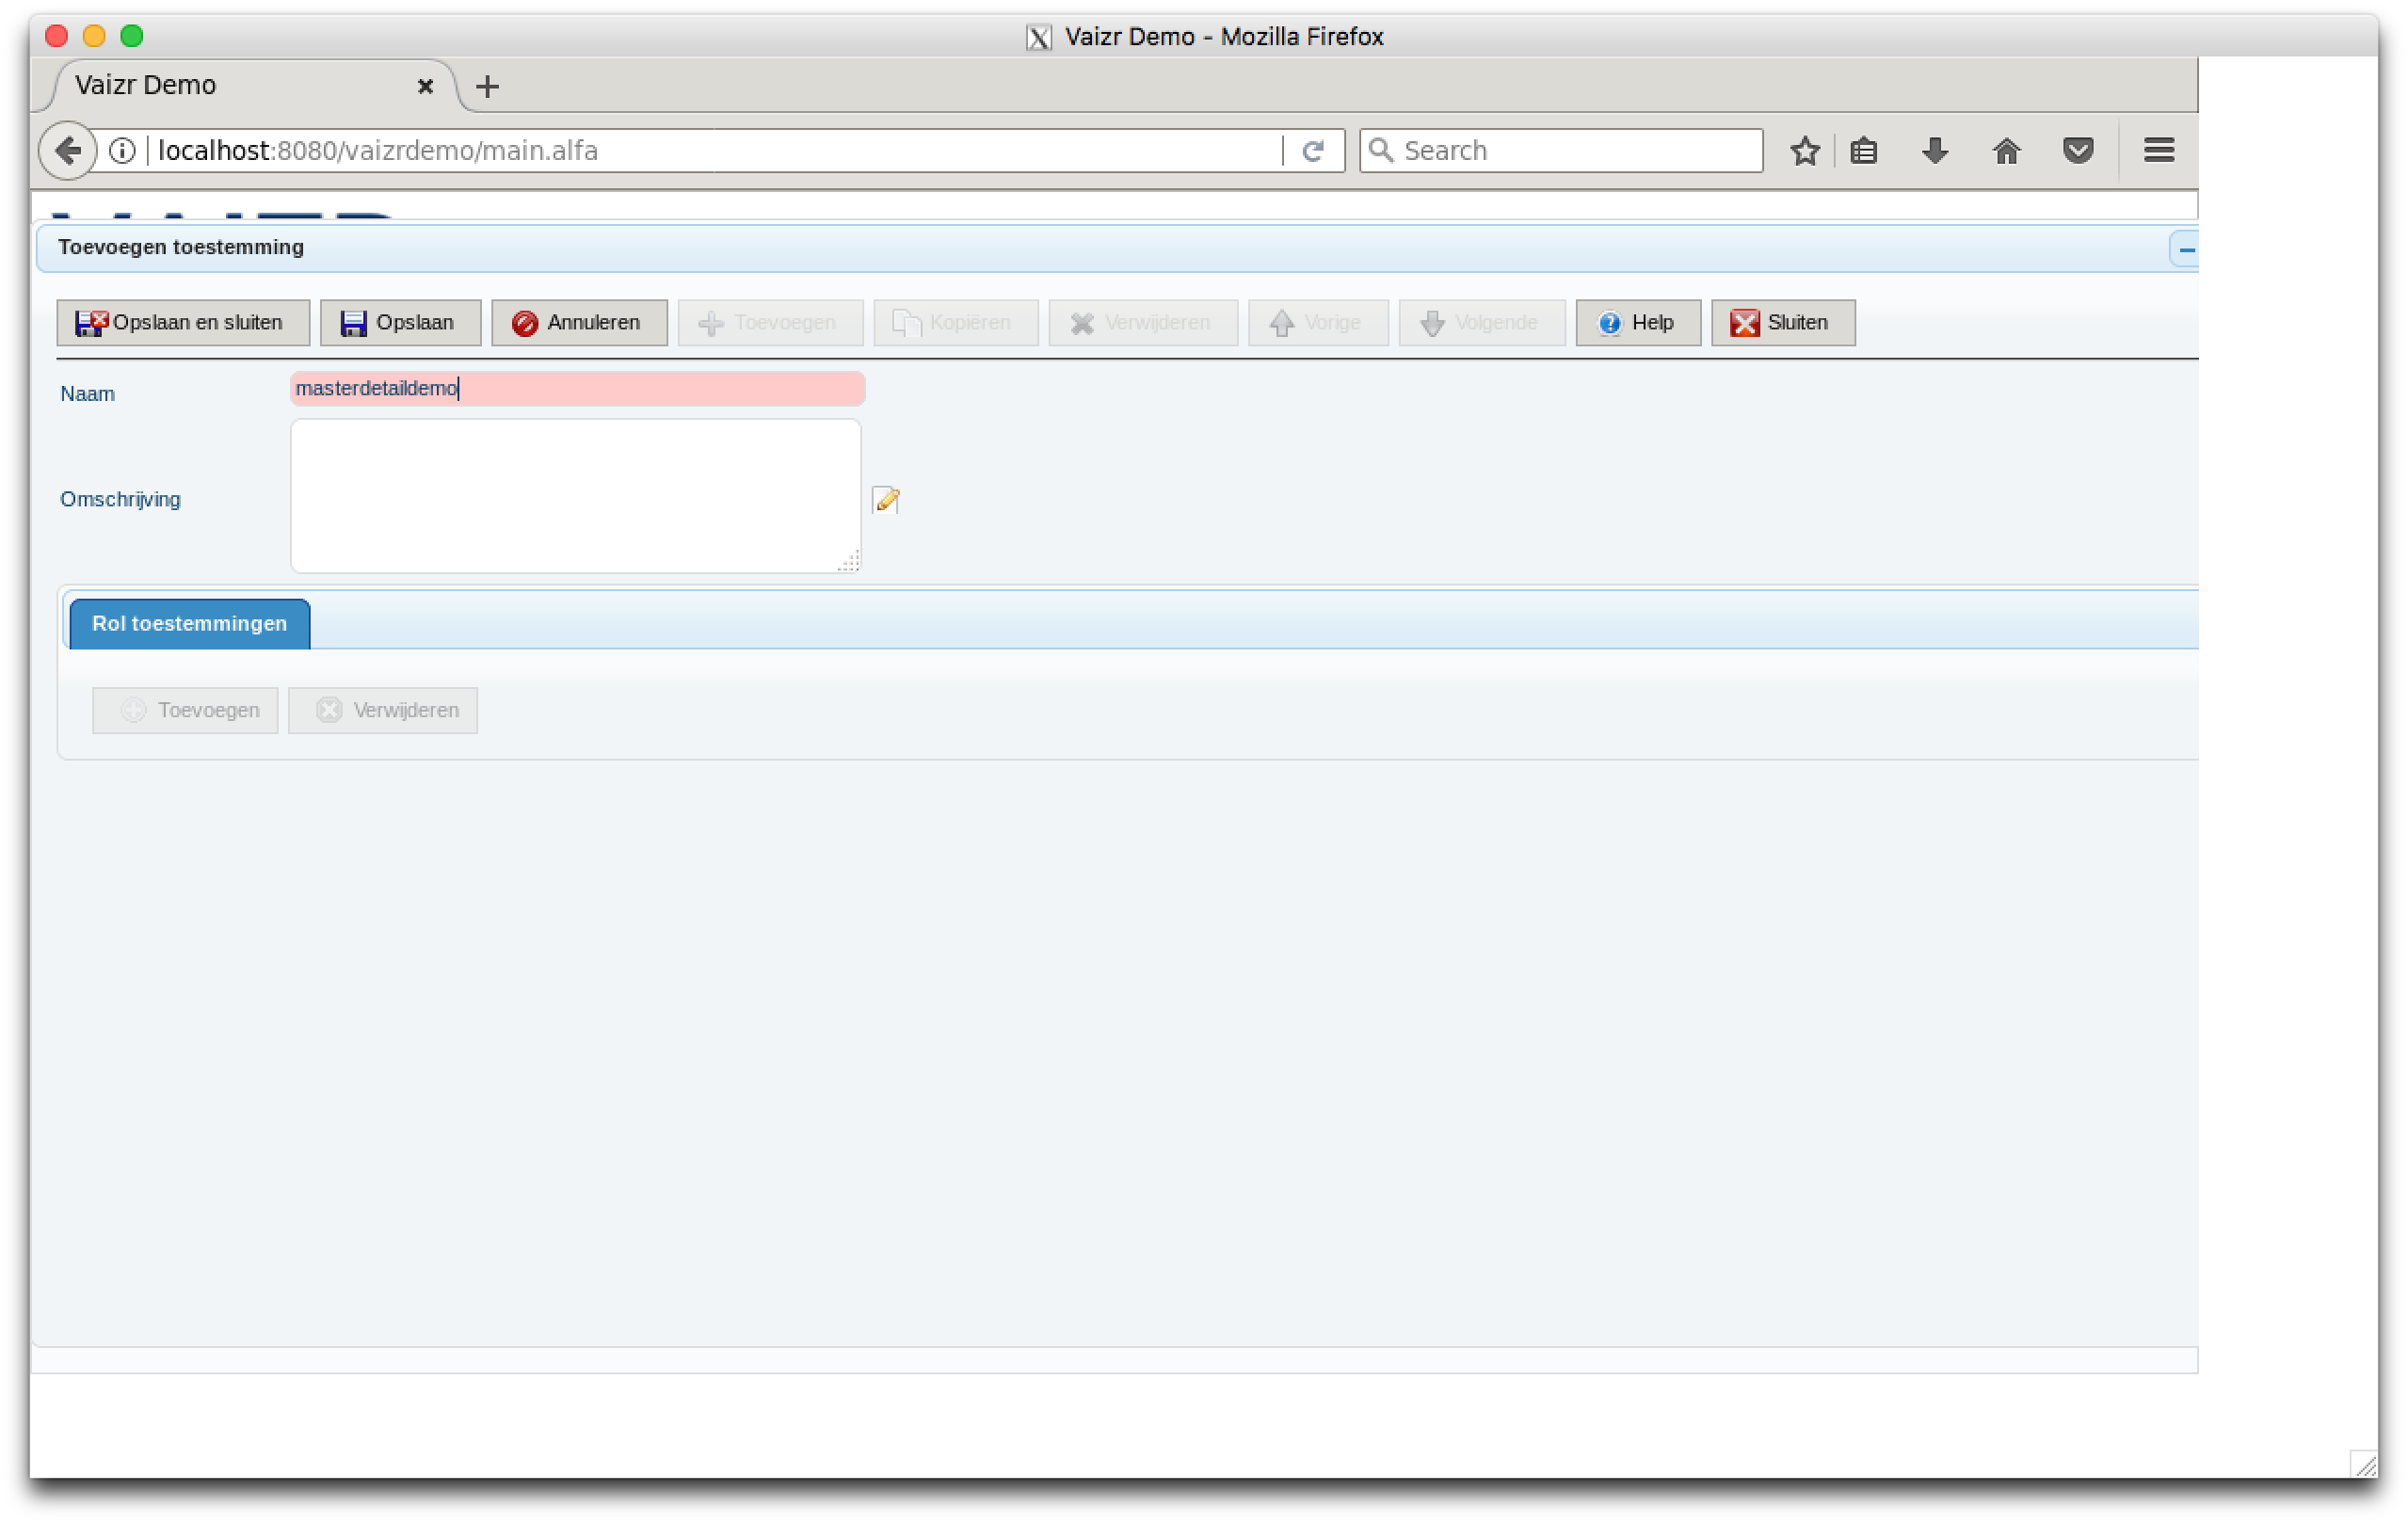 Vaizr Demo - Mozilla Firefox
Vaizr Demo
localhost:8080/vaizrdemo/main.alfa
Search
Toevoegen toestemming
Opslaan en sluiten Opslaan Annuleren Toevoegen Kopiëren Verwijderen Vorige Volgende Help Sluiten
Naam masterdetaildemo
Omschrijving
Rol toestemmingen
Toevoegen Verwijderen